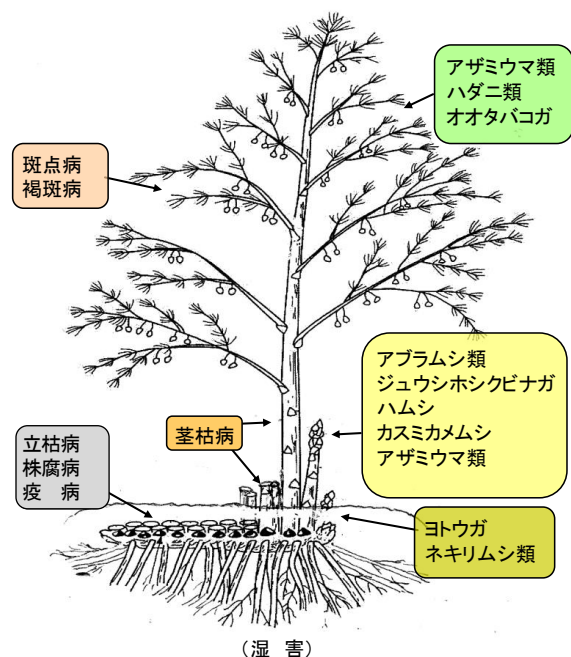 アザミウマ類
ハダニ類
オオタバコガ
斑点病
褐斑病
アブラムシ類
ジュウシホシクビナガ
ハムシ
カスミカメムシ
アザミウマ類
茎枯病
立枯病
株腐病
疫　病
ヨトウガ
ネキリムシ類
（湿　害）